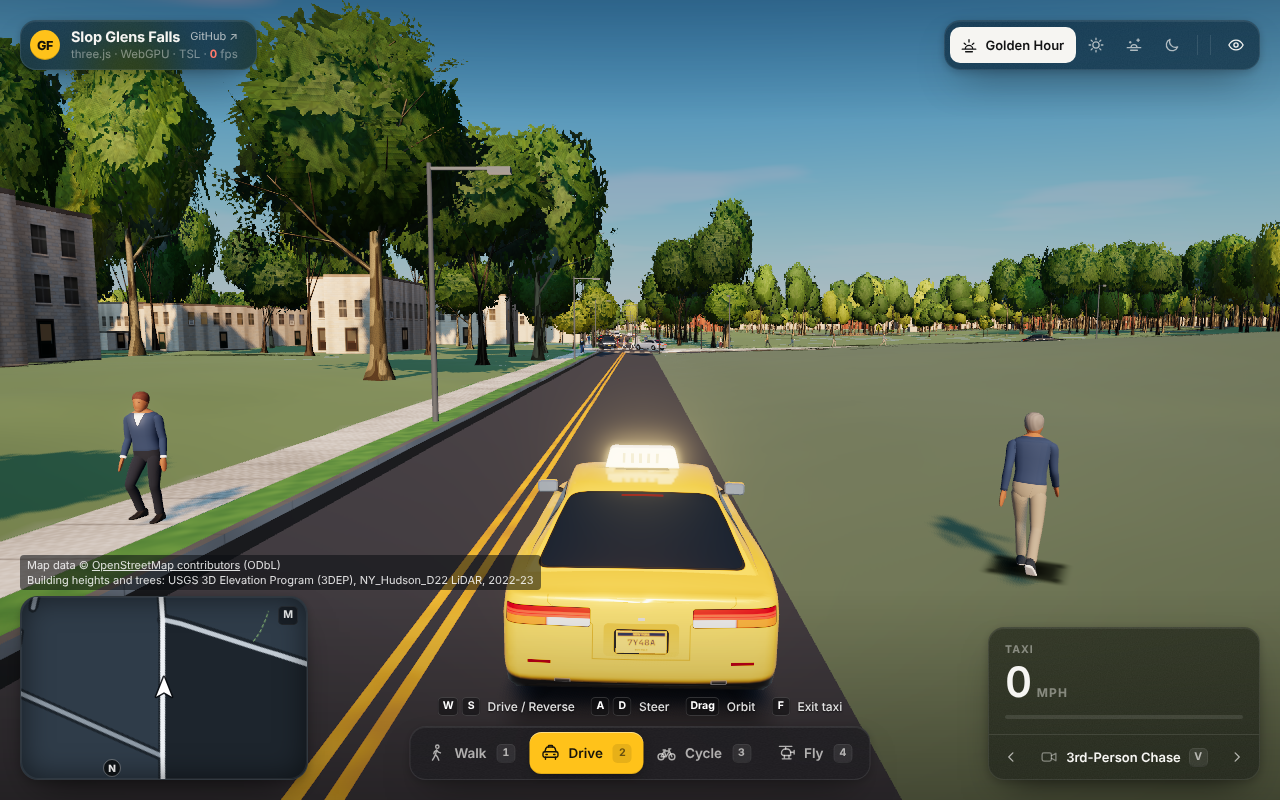 GF
Slop Glens Falls GitHub ↗
three.js · WebGPU · TSL · 0 fps
Golden Hour
7Y48A
Map data © OpenStreetMap contributors (ODbL)
Building heights and trees: USGS 3D Elevation Program (3DEP), NY_Hudson_D22 LiDAR, 2022-23
M
N
W S Drive / Reverse A D Steer Drag Orbit F Exit taxi
Walk 1 Drive 2 Cycle 3 Fly 4
TAXI
0 MPH
3rd-Person Chase V